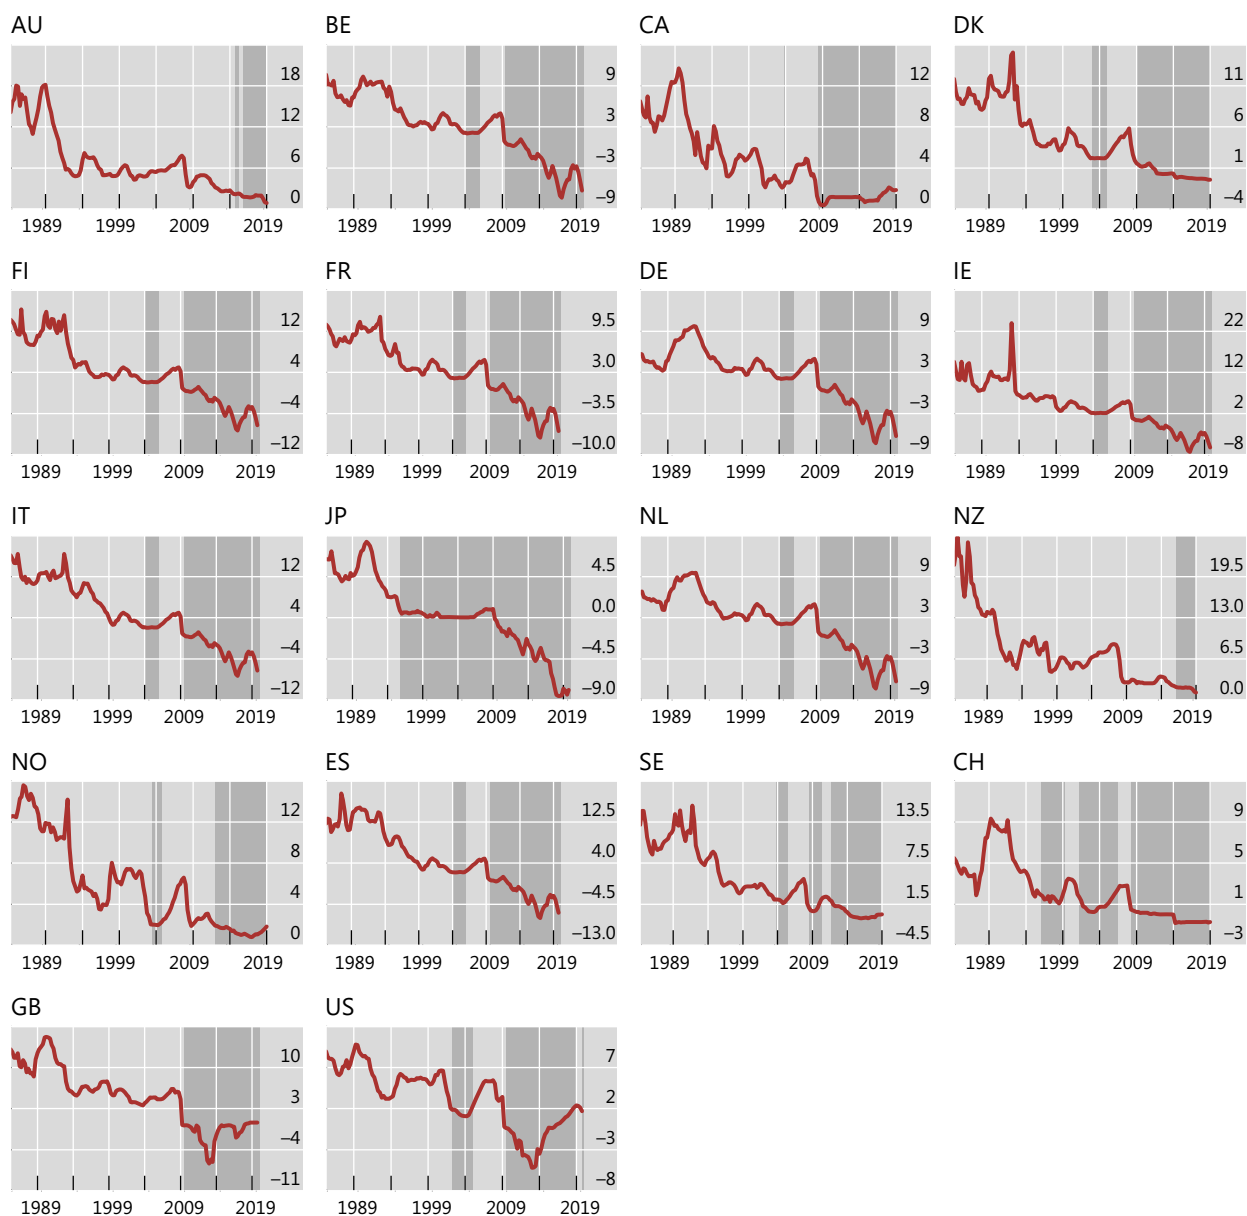 AU BE CA DK
18 9 12 11
12 3 8 6
6 –3 4 1
0 –9 0 –4
1989 1999 2009 2019 1989 1999 2009 2019 1989 1999 2009 2019 1989 1999 2009 2019
FI FR DE IE
12 9.5 9 22
4 3.0 3 12
–4 –3.5 –3 2
–12 –10.0 –9 –8
1989 1999 2009 2019 1989 1999 2009 2019 1989 1999 2009 2019 1989 1999 2009 2019
IT JP NL NZ
12 4.5 9 19.5
4 0.0 3 13.0
–4 –4.5 –3 6.5
–12 –9.0 –9 0.0
1989 1999 2009 2019 1989 1999 2009 2019 1989 1999 2009 2019 1989 1999 2009 2019
NO ES SE CH
12 12.5 13.5 9
8 4.0 7.5 5
4 –4.5 1.5 1
0 –13.0 –4.5 –3
1989 1999 2009 2019 1989 1999 2009 2019 1989 1999 2009 2019 1989 1999 2009 2019
GB US
10 7
3 2
–4 –3
–11 –8
1989 1999 2009 2019 1989 1999 2009 2019